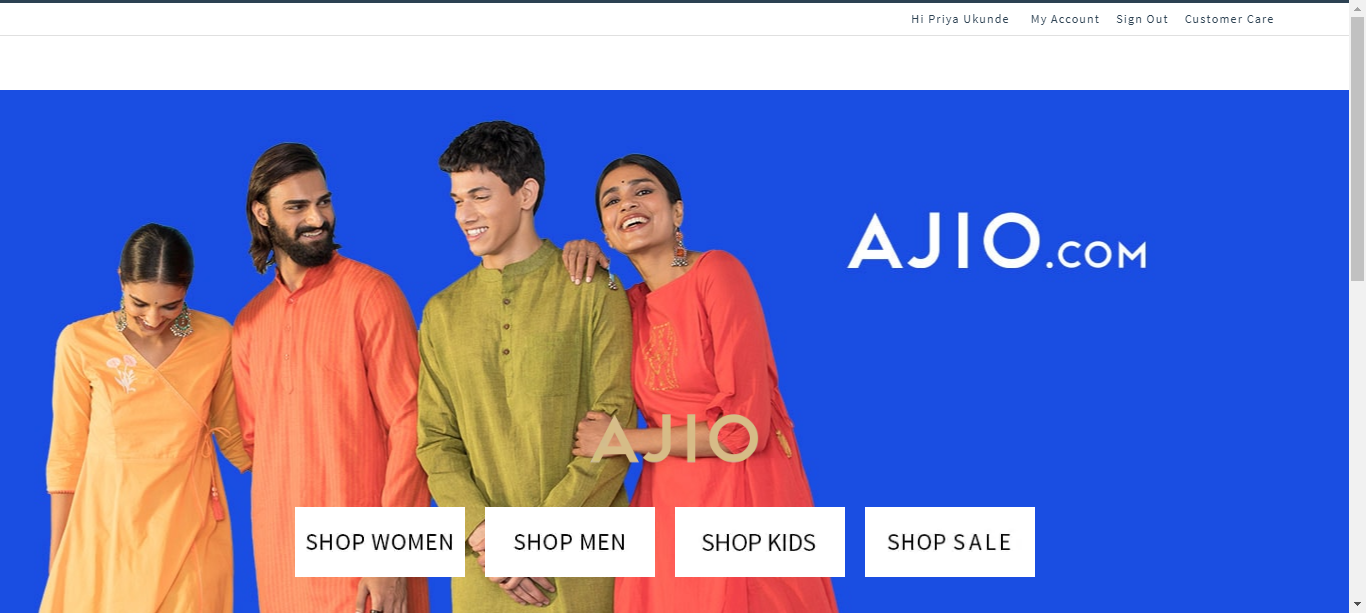 Hi Priya Ukunde My Account Sign Out Customer Care
AJIO.COM
AJIO
SHOP WOMEN SHOP MEN SHOP KIDS SHOP SALE